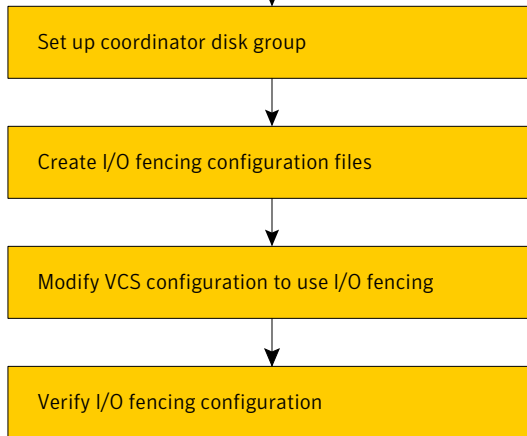 Set up coordinator disk group
Create I/O fencing configuration files
Modify VCS configuration to use I/O fencing
Verify I/O fencing configuration